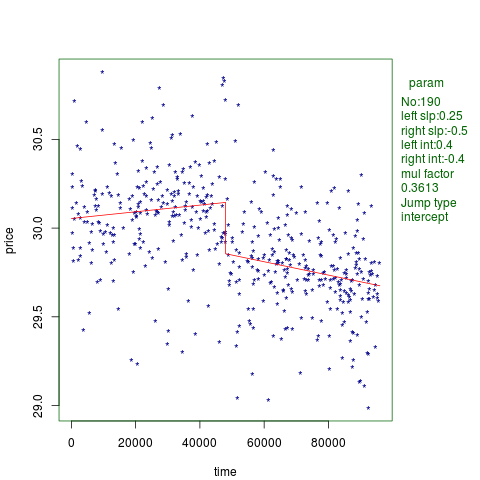 param
No:190
left slp:0.25
right slp:-0.5
left int:0.4
right int:-0.4
mul factor
0.3613
Jump type
intercept
30.5
30.0
29.5
29.0
price
0 20000 40000 60000 80000
time